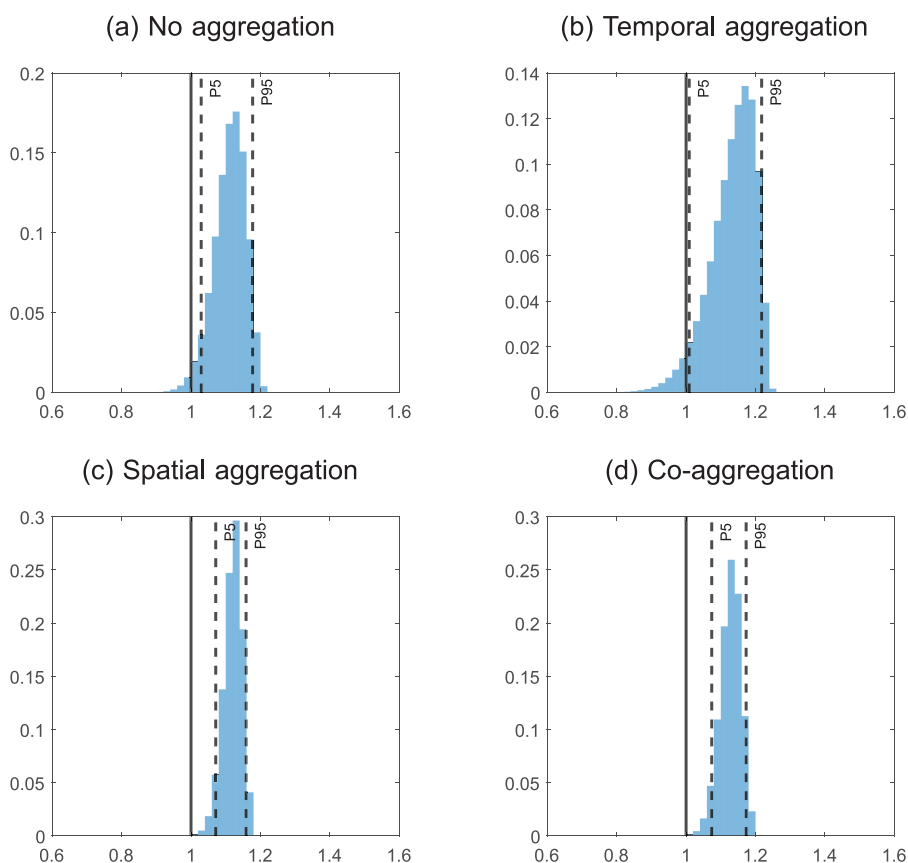 (a) No aggregation
(b) Temporal aggregation
0.2
0.15
0.1
0.05
0
P5
P95
0.6 0.8 1 1.2 1.4 1.6
0.14
0.12
0.1
0.08
0.06
0.04
0.02
0
P5
P95
0.6 0.8 1 1.2 1.4 1.6
(c) Spatial aggregation
(d) Co-aggregation
0.3
0.25
0.2
0.15
0.1
0.05
0
P5
P95
0.6 0.8 1 1.2 1.4 1.6
0.3
0.25
0.2
0.15
0.1
0.05
0
P5
P95
0.6 0.8 1 1.2 1.4 1.6